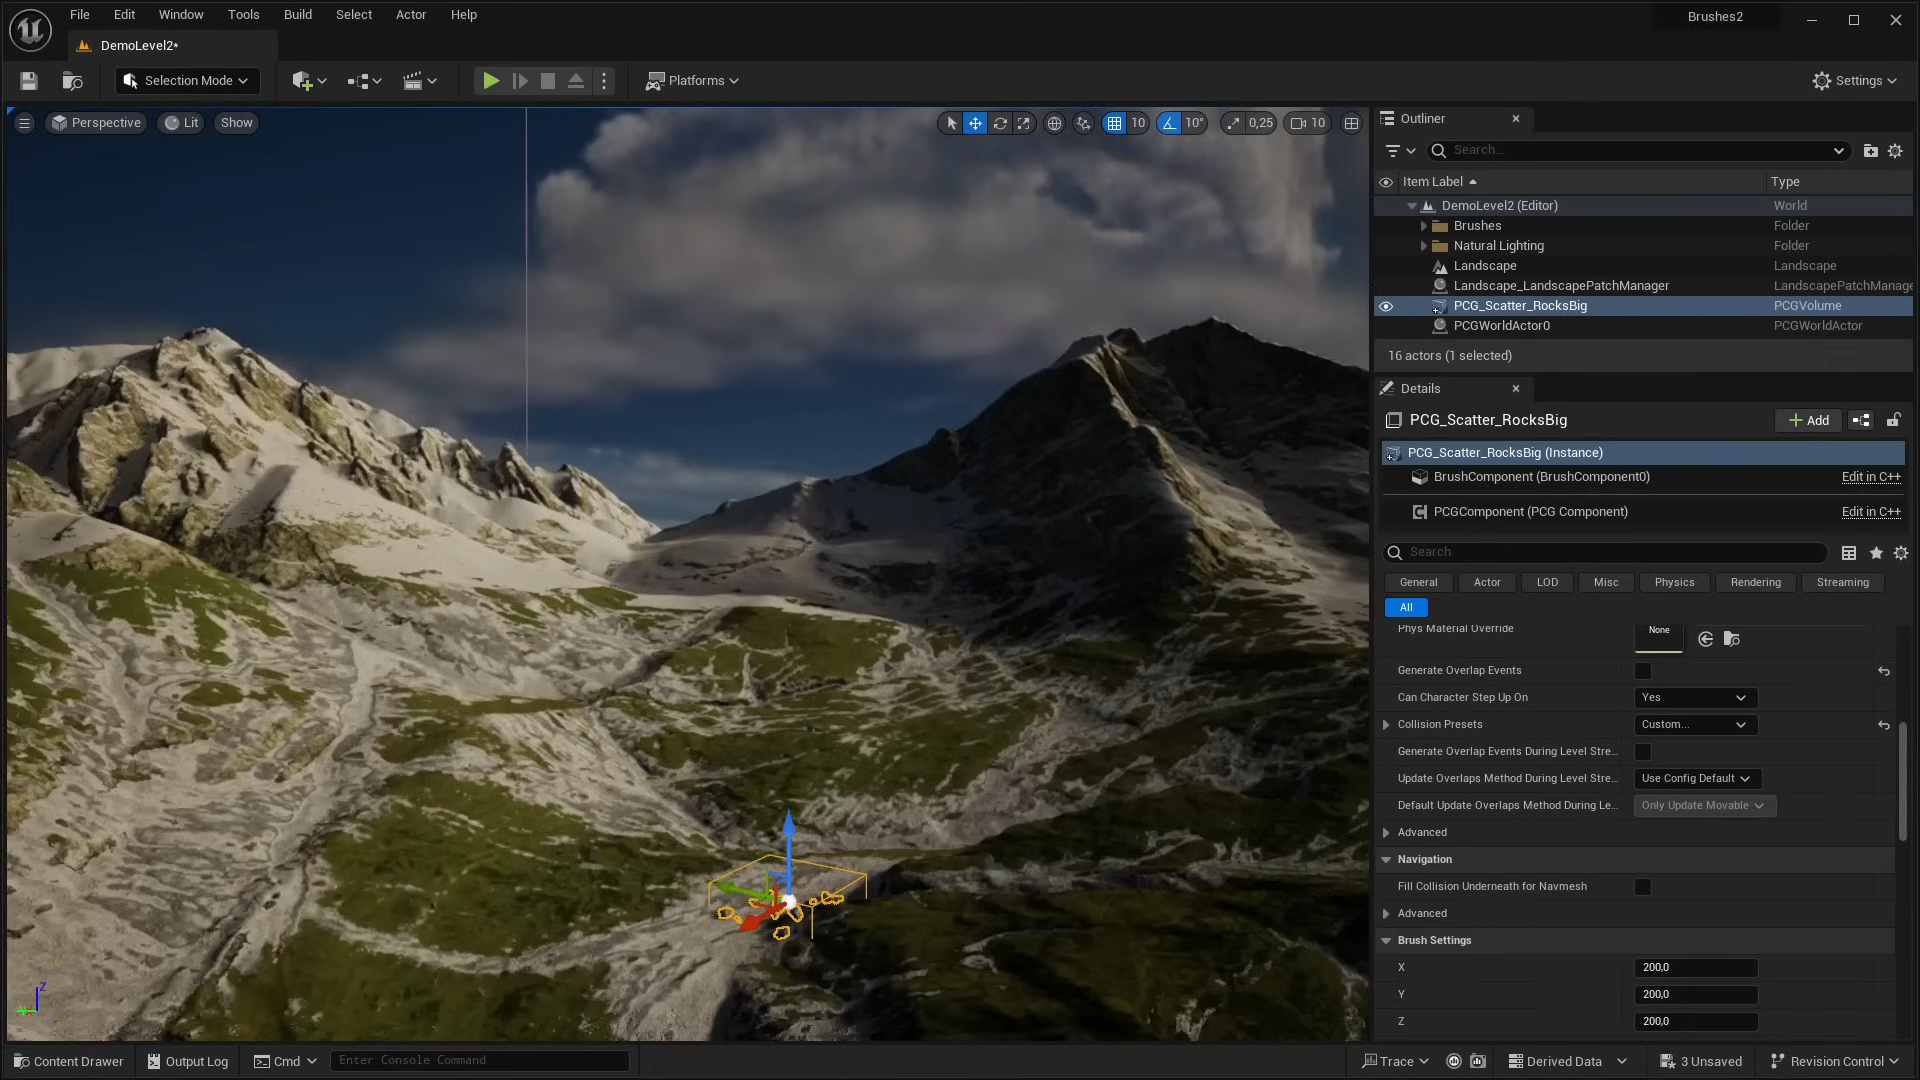 File Edit Window Tools Build Select Actor Help
Brushes2
DemoLevel2*
Selection Mode
Platforms
Settings
Perspective Lit Show
10 10° 0,25 10
Outliner
Search...
Item Label Type
DemoLevel2 (Editor) World
Brushes Folder
Natural Lighting Folder
Landscape Landscape
Landscape_LandscapePatchManager LandscapePatchManage
PCG_Scatter_RocksBig PCGVolume
PCGWorldActor0 PCGWorldActor
16 actors (1 selected)
Details
PCG_Scatter_RocksBig
Add
PCG_Scatter_RocksBig (Instance)
BrushComponent (BrushComponent0) Edit in C++
PCGComponent (PCG Component) Edit in C++
Search
General Actor LOD Misc Physics Rendering Streaming
All
Phys Material Override None
Generate Overlap Events
Can Character Step Up On Yes
Collision Presets Custom...
Generate Overlap Events During Level Stre...
Update Overlaps Method During Level Stre... Use Config Default
Default Update Overlaps Method During Le... Only Update Movable
Advanced
Navigation
Fill Collision Underneath for Navmesh
Advanced
Brush Settings
X 200,0
Y 200,0
Z 200,0
Z
Content Drawer Output Log Cmd Enter Console Command
Trace Derived Data 3 Unsaved Revision Control